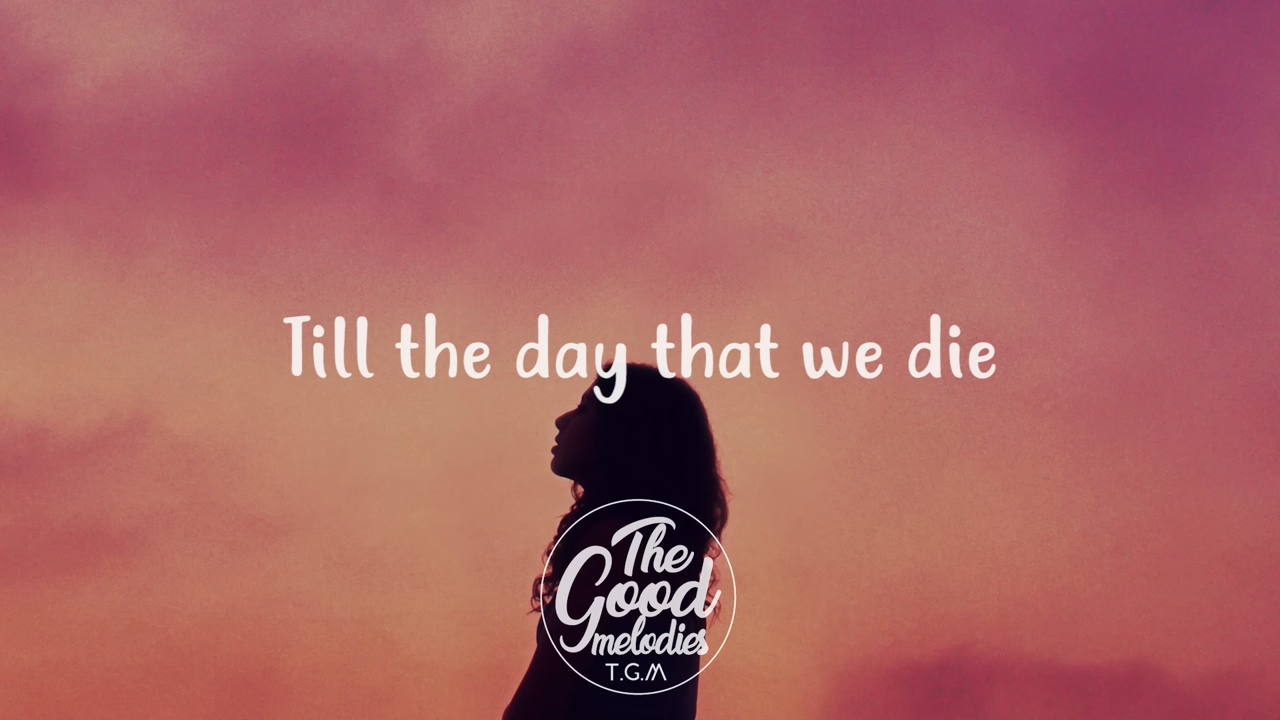 Till the day that we die
The
Good
melodies
T.G.M